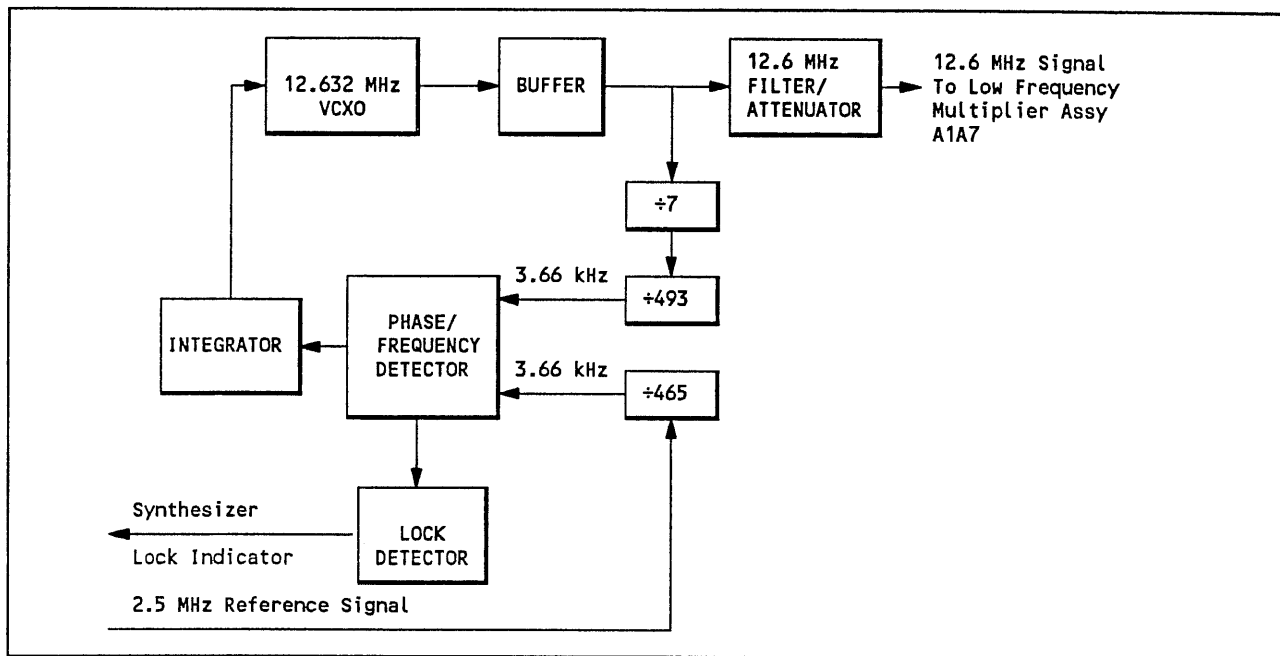 12.632 MHz
VCXO
BUFFER
12.6 MHz
FILTER/
ATTENUATOR
12.6 MHz Signal
To Low Frequency
Multiplier Assy
A1A7
÷7
3.66 kHz
÷493
PHASE/
FREQUENCY
DETECTOR
INTEGRATOR
3.66 kHz
÷465
LOCK
DETECTOR
Synthesizer
Lock Indicator
2.5 MHz Reference Signal